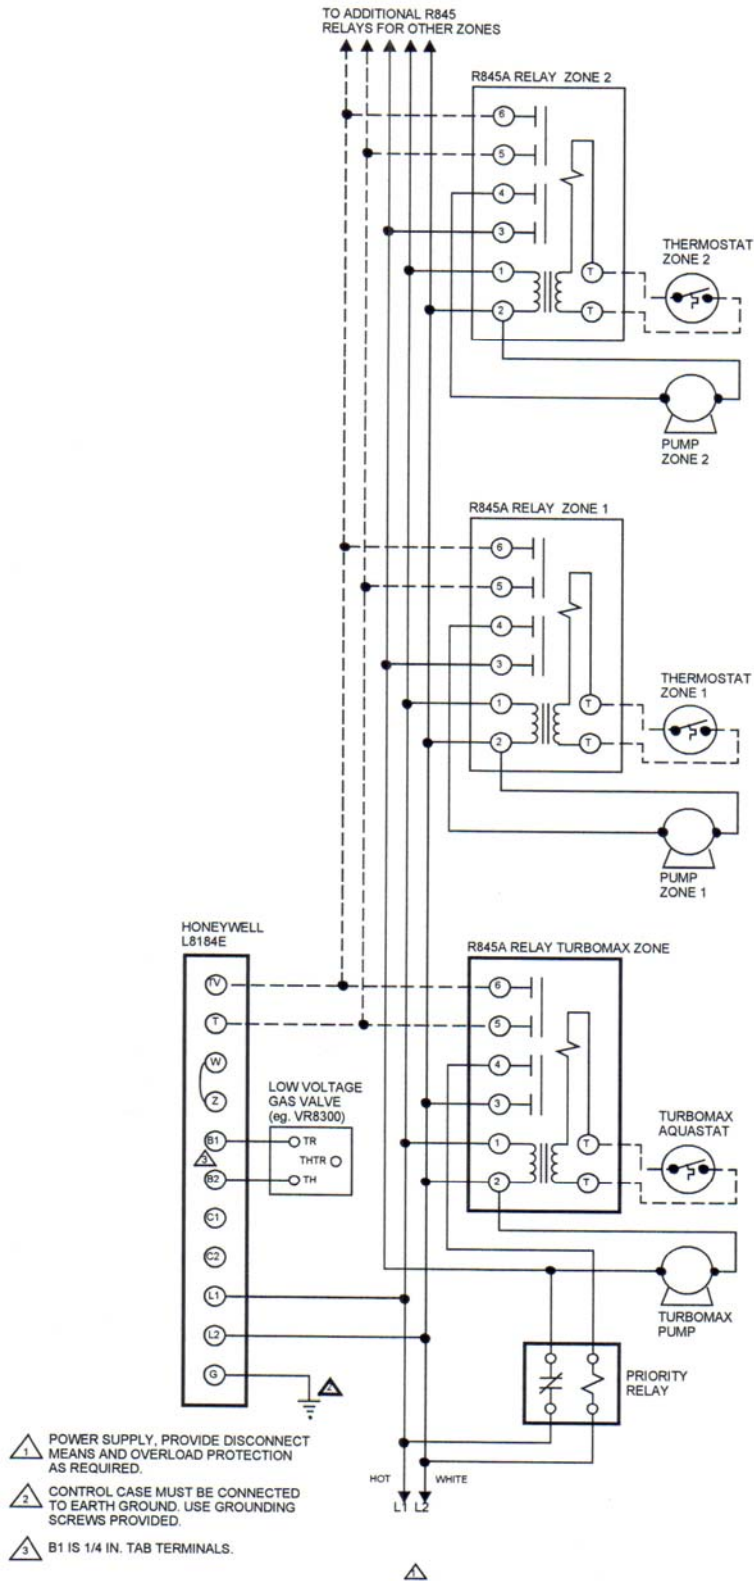 TO ADDITIONAL R845
RELAYS FOR OTHER ZONES
R845A RELAY ZONE 2
6
5
4
3
1
2
T
T
THERMOSTAT
ZONE 2
PUMP
ZONE 2
R845A RELAY ZONE 1
6
5
4
3
1
2
T
T
THERMOSTAT
ZONE 1
PUMP
ZONE 1
HONEYWELL
L8184E
TV
T
W
Z
B1
3
B2
C1
C2
L1
L2
G
2
LOW VOLTAGE
GAS VALVE
(eg. VR8300)
TR
THTR
TH
R845A RELAY TURBOMAX ZONE
6
5
4
3
1
2
T
T
TURBOMAX
AQUASTAT
TURBOMAX
PUMP
PRIORITY
RELAY
HOT
WHITE
L1 L2
1
1 POWER SUPPLY, PROVIDE DISCONNECT
MEANS AND OVERLOAD PROTECTION
AS REQUIRED.
2 CONTROL CASE MUST BE CONNECTED
TO EARTH GROUND. USE GROUNDING
SCREWS PROVIDED.
3 B1 IS 1/4 IN. TAB TERMINALS.